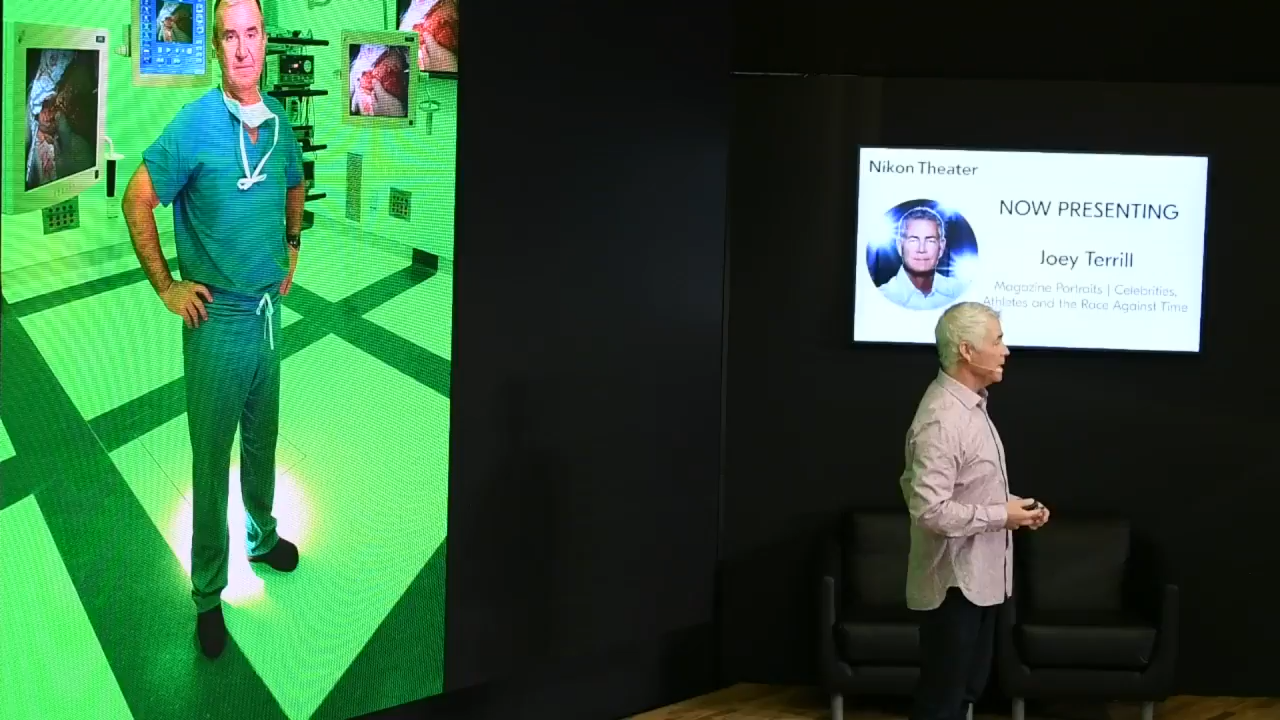 Nikon Theater
NOW PRESENTING
Joey Terrill
Magazine Portraits | Celebrities,
Athletes and the Race Against Time